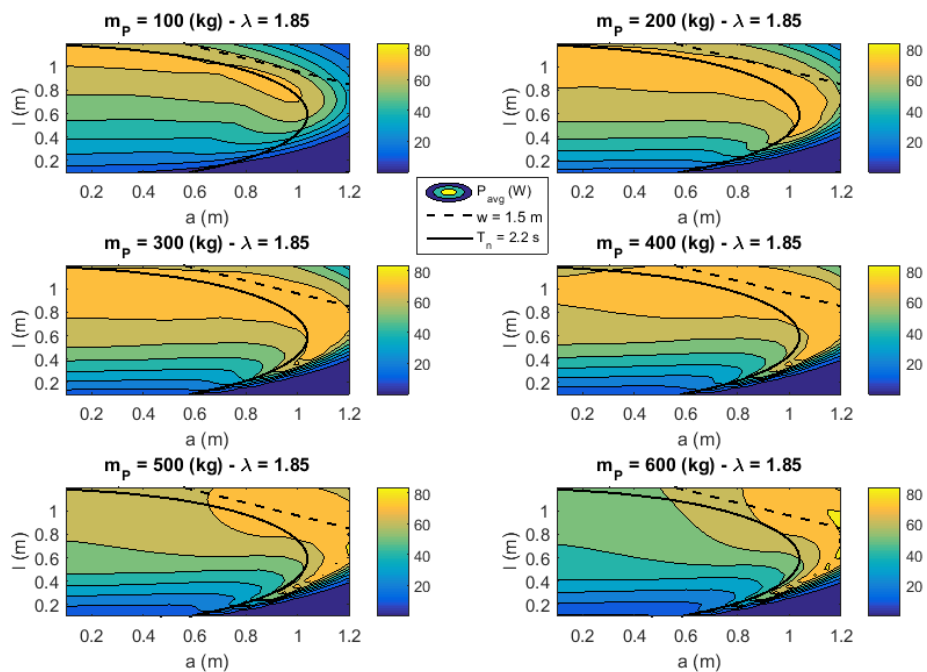 m_P = 100 (kg) - λ = 1.85
m_P = 200 (kg) - λ = 1.85
l (m)
1
0.8
0.6
0.4
0.2
0.2 0.4 0.6 0.8 1 1.2
a (m)
80
60
40
20
l (m)
1
0.8
0.6
0.4
0.2
0.2 0.4 0.6 0.8 1 1.2
a (m)
80
60
40
20
P_avg (W)
w = 1.5 m
T_n = 2.2 s
m_P = 300 (kg) - λ = 1.85
m_P = 400 (kg) - λ = 1.85
l (m)
1
0.8
0.6
0.4
0.2
0.2 0.4 0.6 0.8 1 1.2
a (m)
80
60
40
20
l (m)
1
0.8
0.6
0.4
0.2
0.2 0.4 0.6 0.8 1 1.2
a (m)
80
60
40
20
m_P = 500 (kg) - λ = 1.85
m_P = 600 (kg) - λ = 1.85
l (m)
1
0.8
0.6
0.4
0.2
0.2 0.4 0.6 0.8 1 1.2
a (m)
80
60
40
20
l (m)
1
0.8
0.6
0.4
0.2
0.2 0.4 0.6 0.8 1 1.2
a (m)
80
60
40
20